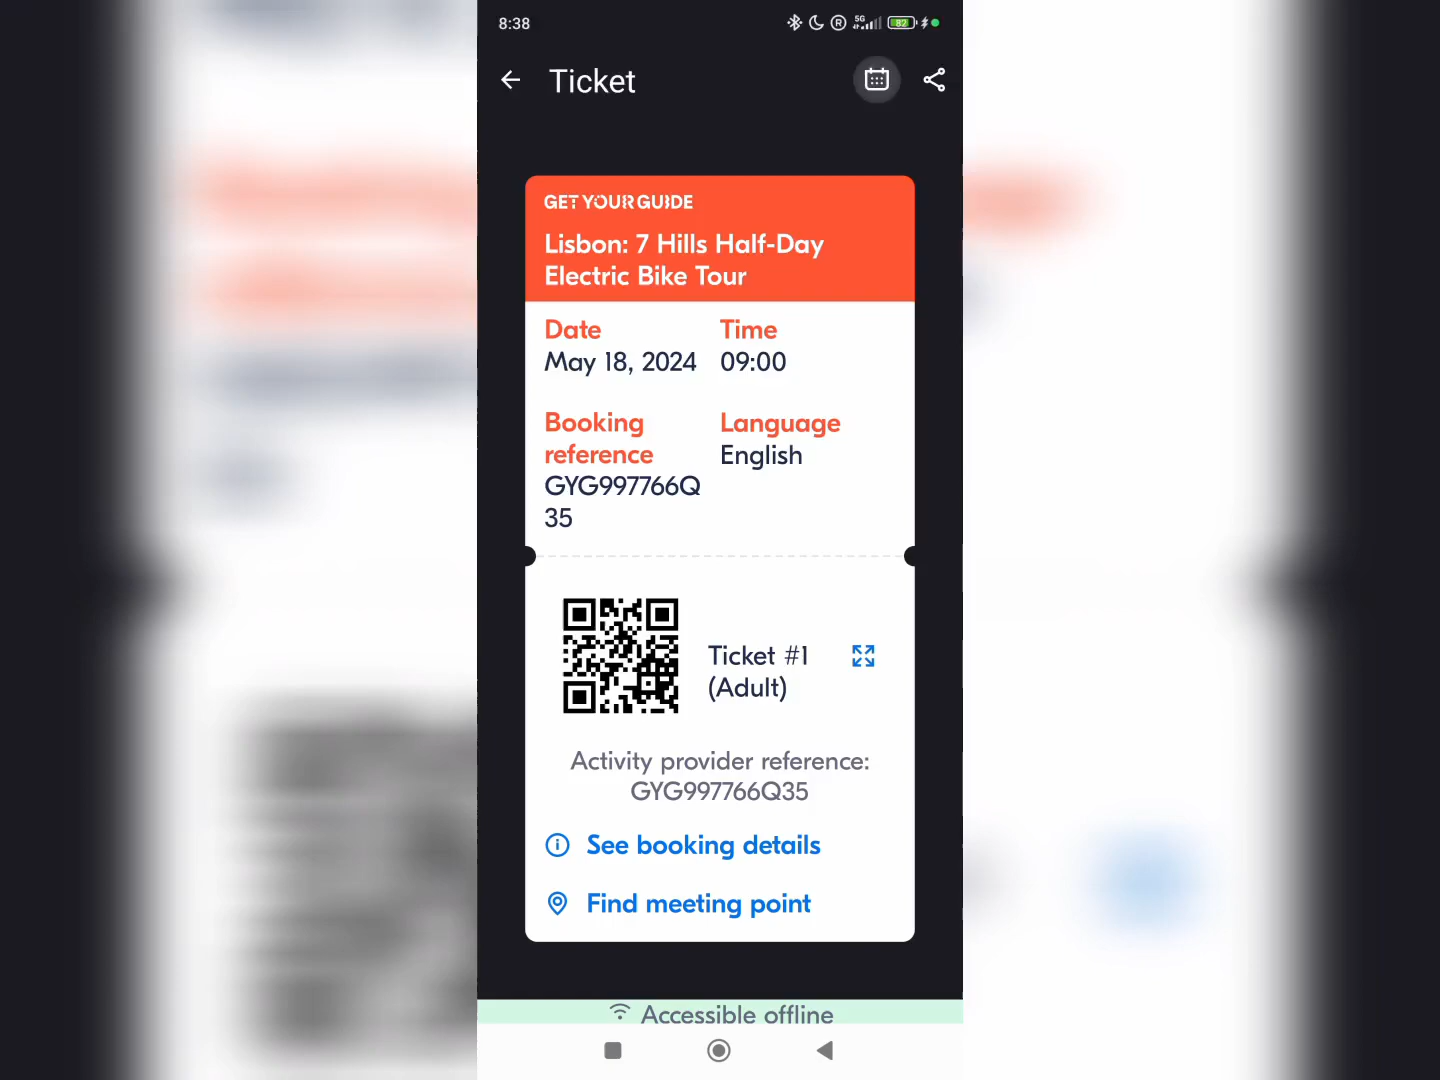 8:38
5G
82
Ticket
GET YOUR GUIDE
Lisbon: 7 Hills Half-Day
Electric Bike Tour
Date
Time
May 18, 2024
09:00
Booking
reference
Language
English
GYG997766Q
35
Ticket #1
(Adult)
Activity provider reference:
GYG997766Q35
See booking details
Find meeting point
Accessible offline